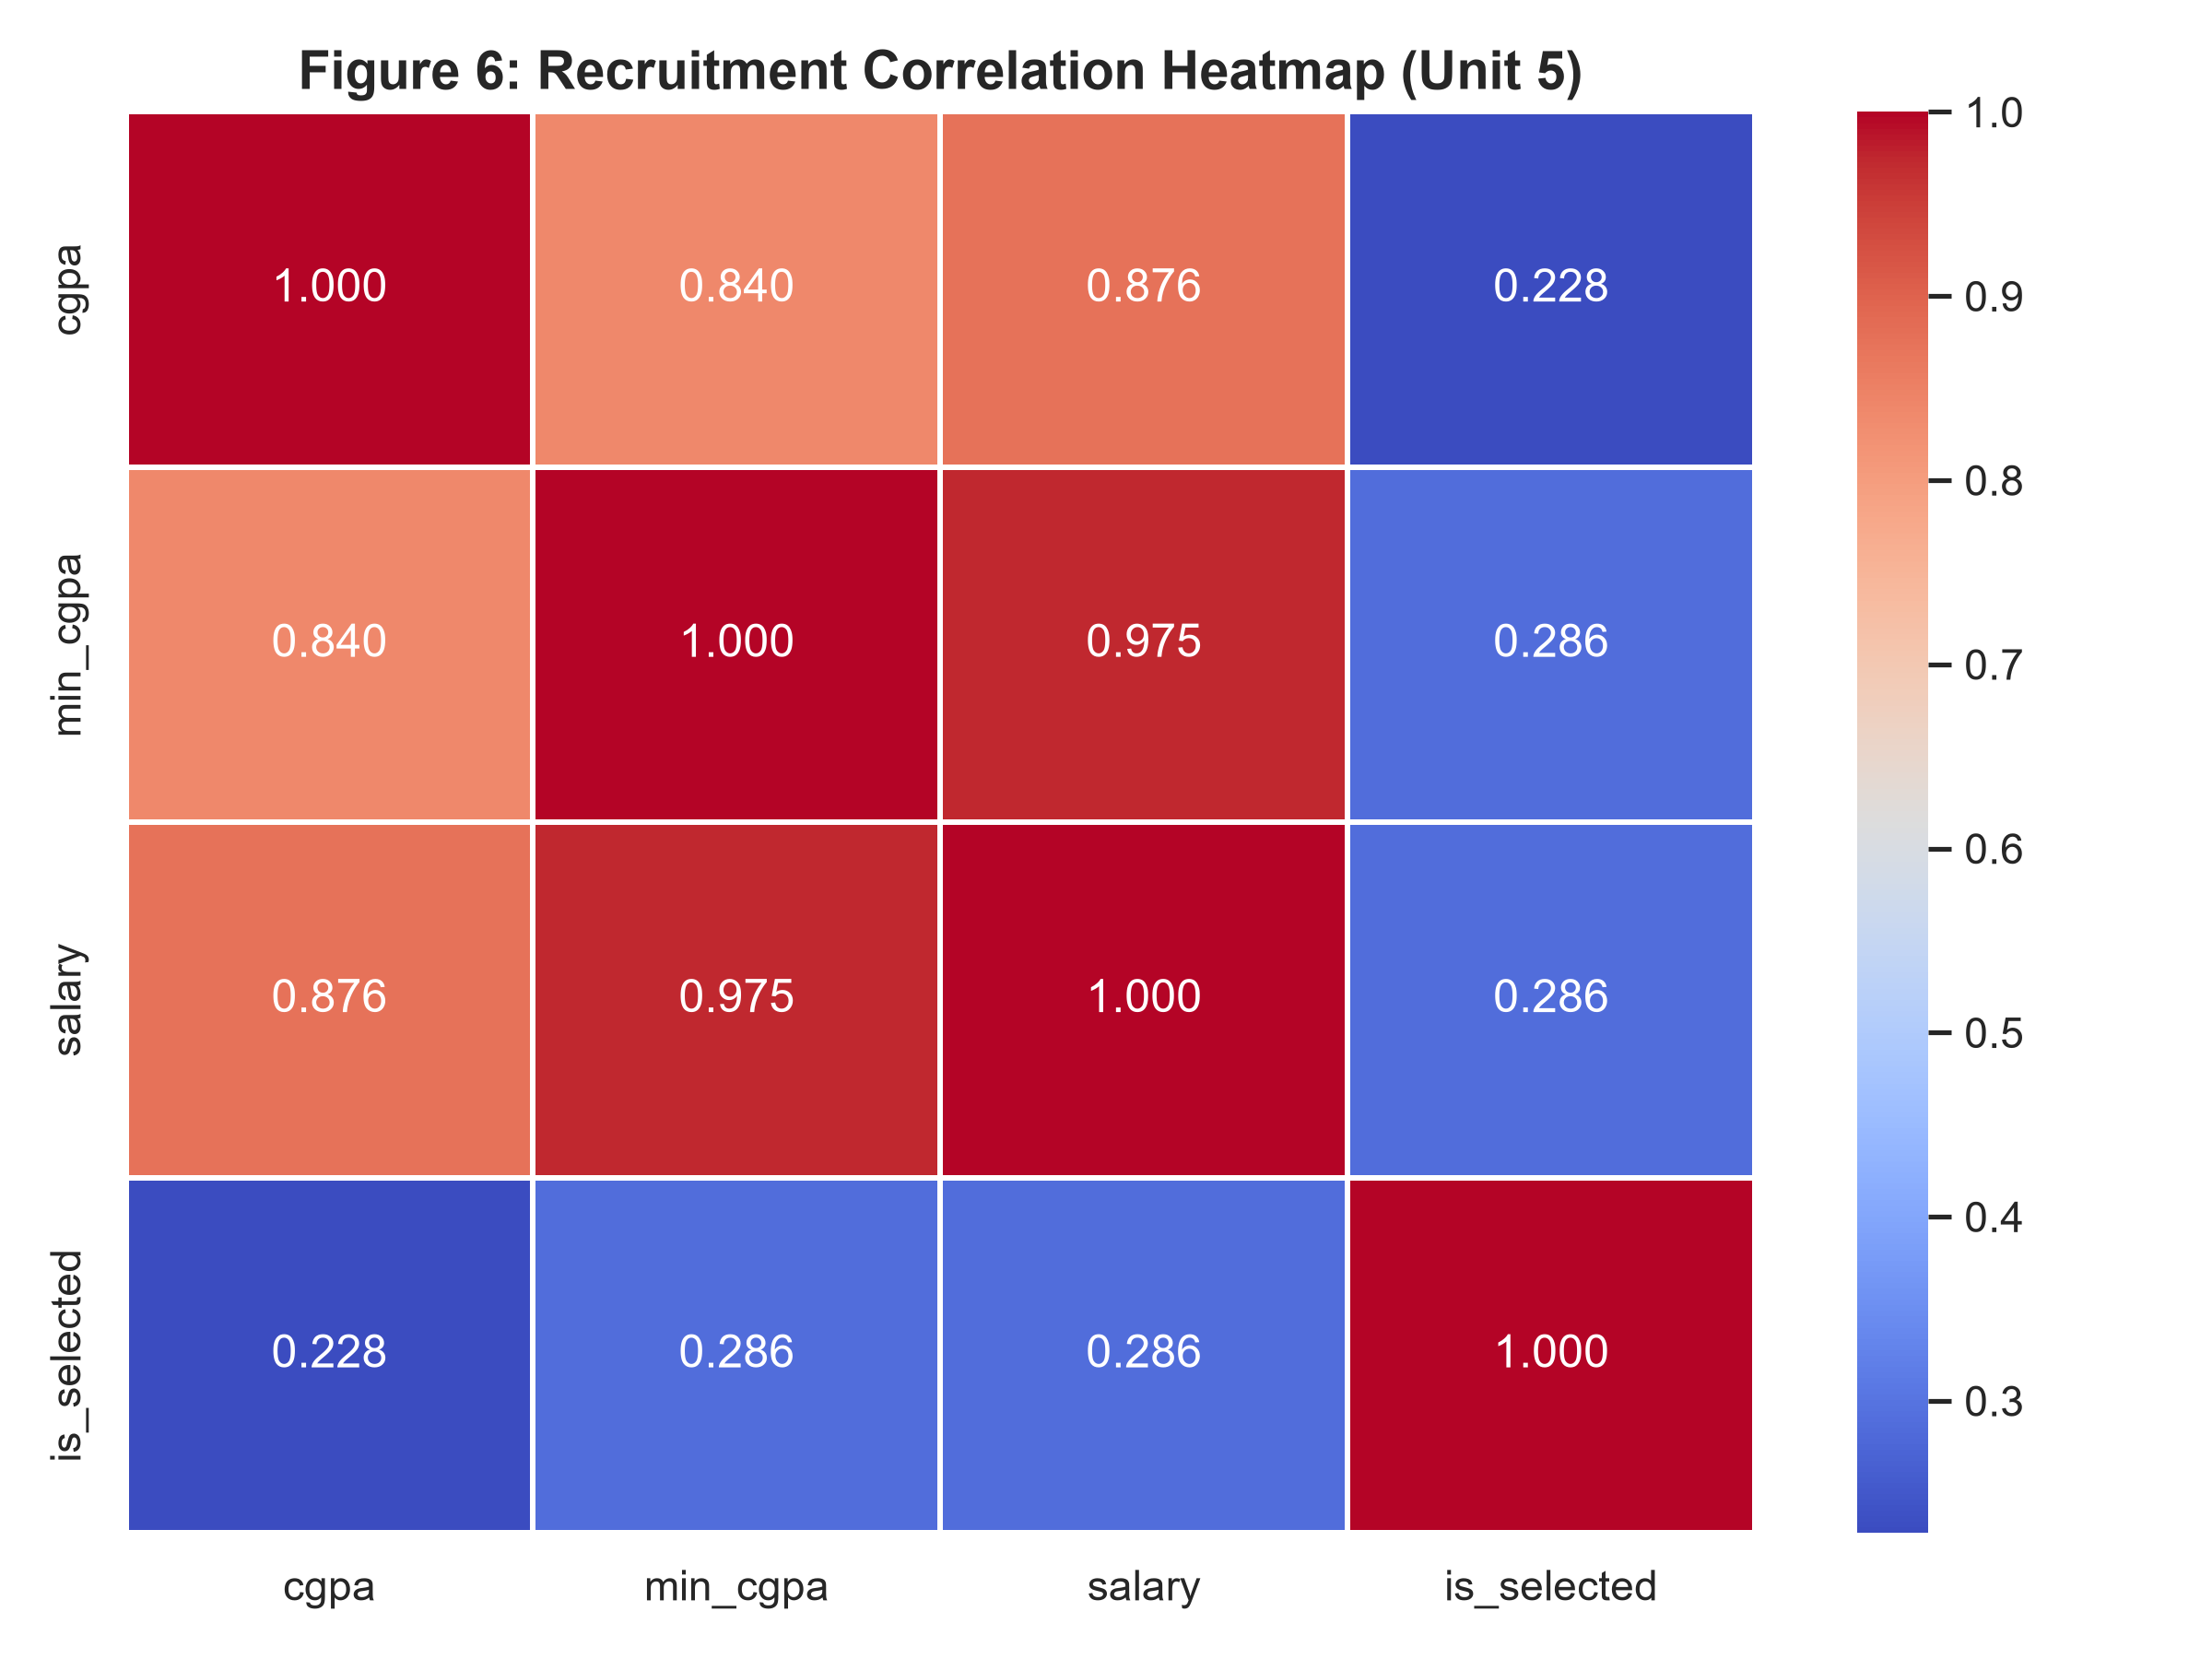 Figure 6: Recruitment Correlation Heatmap (Unit 5)
cgpa 1.000 0.840 0.876 0.228
min_cgpa 0.840 1.000 0.975 0.286
salary 0.876 0.975 1.000 0.286
is_selected 0.228 0.286 0.286 1.000
cgpa min_cgpa salary is_selected
1.0
0.9
0.8
0.7
0.6
0.5
0.4
0.3